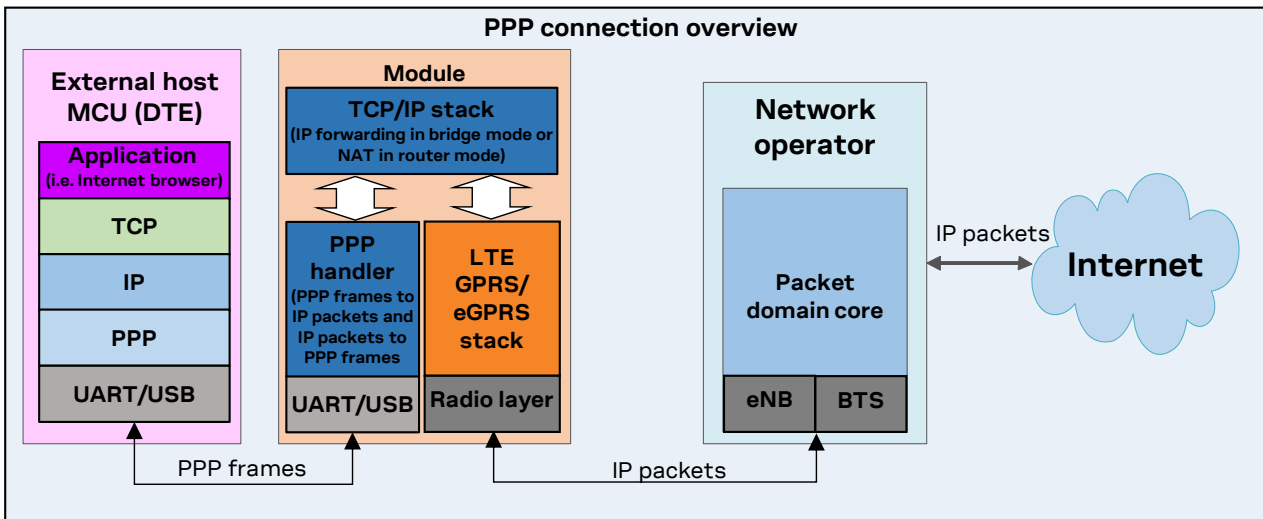 PPP connection overview
External host
MCU (DTE)
Application
(i.e. Internet browser)
TCP
IP
PPP
UART/USB
Module
TCP/IP stack
(IP forwarding in bridge mode or
NAT in router mode)
PPP
handler
(PPP frames to
IP packets and
IP packets to
PPP frames
UART/USB
LTE
GPRS/
eGPRS
stack
Radio layer
Network
operator
Packet
domain core
eNB
BTS
IP packets
Internet
PPP frames
IP packets